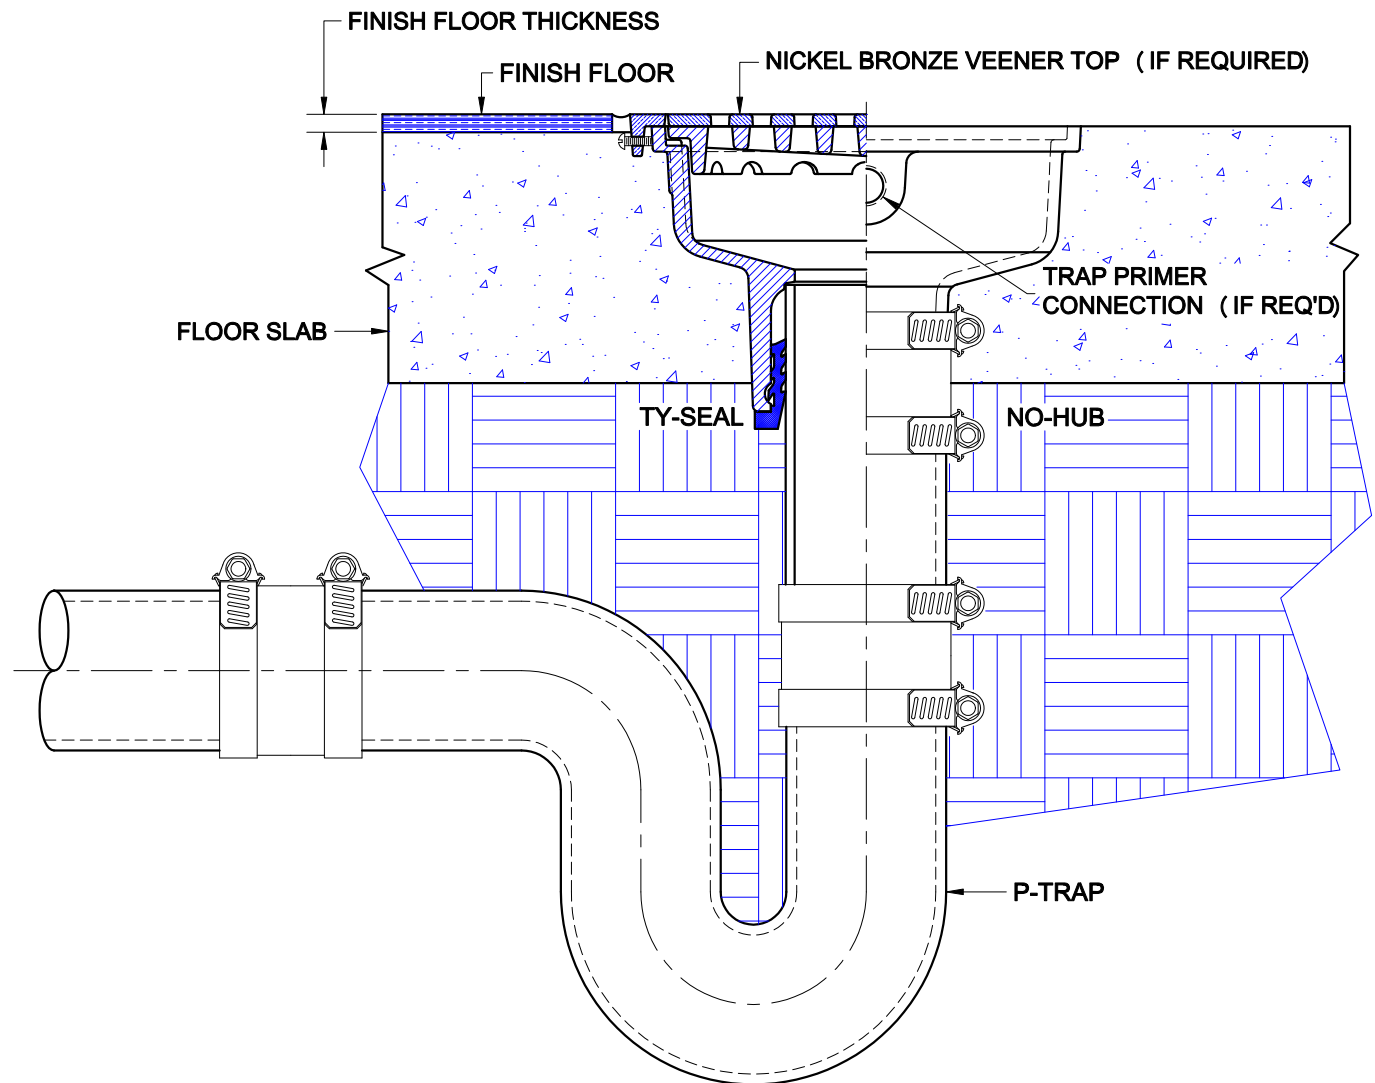 FINISH FLOOR THICKNESS
FINISH FLOOR
NICKEL BRONZE VEENER TOP ( IF REQUIRED)
TRAP PRIMER
CONNECTION ( IF REQ'D)
FLOOR SLAB
TY-SEAL
NO-HUB
P-TRAP